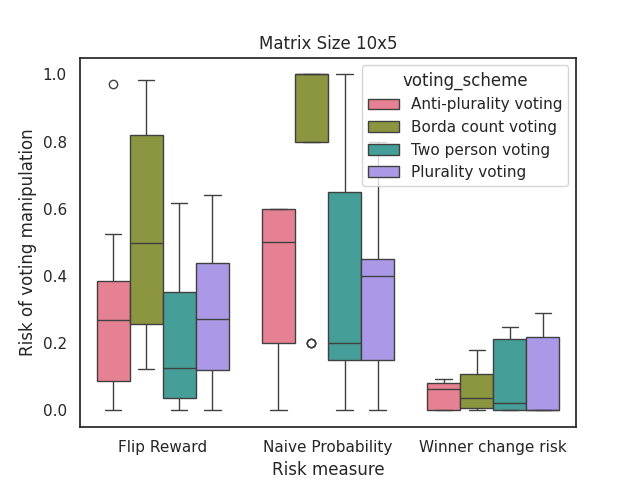 Matrix Size 10x5
voting_scheme
Anti-plurality voting
Borda count voting
Two person voting
Plurality voting
Risk of voting manipulation
1.0
0.8
0.6
0.4
0.2
0.0
Flip Reward
Naive Probability
Winner change risk
Risk measure